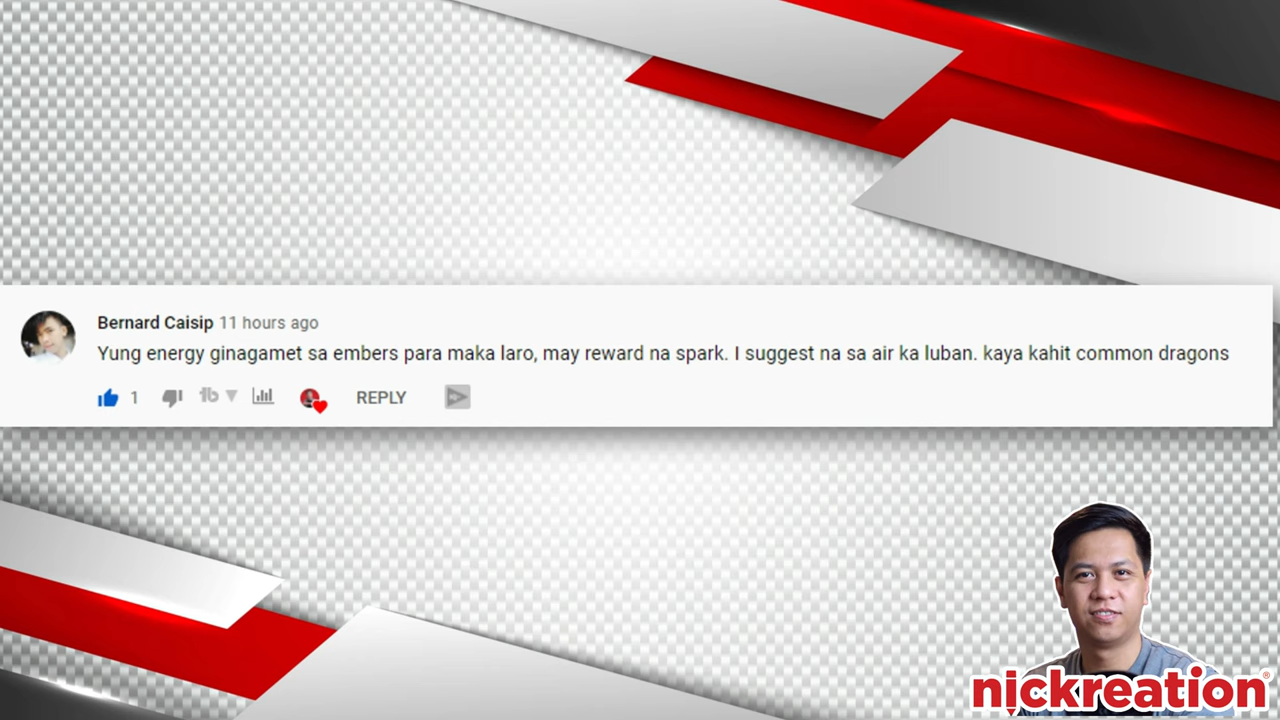 Bernard Caisip 11 hours ago
Yung energy ginagamet sa embers para maka laro, may reward na spark. I suggest na sa air ka luban. kaya kahit common dragons
1 tb REPLY
nickreation®